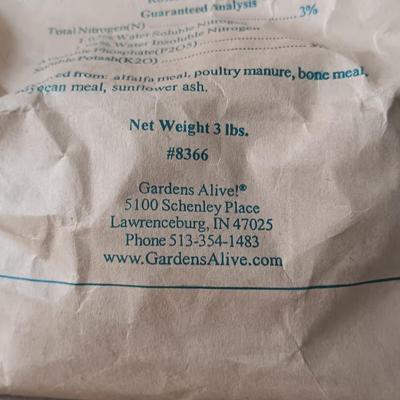 Guaranteed Analysis
Total Nitrogen(N) 3%
Water Soluble Nitrogen
Water Insoluble Nitrogen
Phosphate(P2O5)
Soluble Potash(K2O)
from: alfalfa meal, poultry manure, bone meal,
meal, sunflower ash.
Net Weight 3 lbs.
#8366
Gardens Alive!®
5100 Schenley Place
Lawrenceburg, IN 47025
Phone 513-354-1483
www.GardensAlive.com